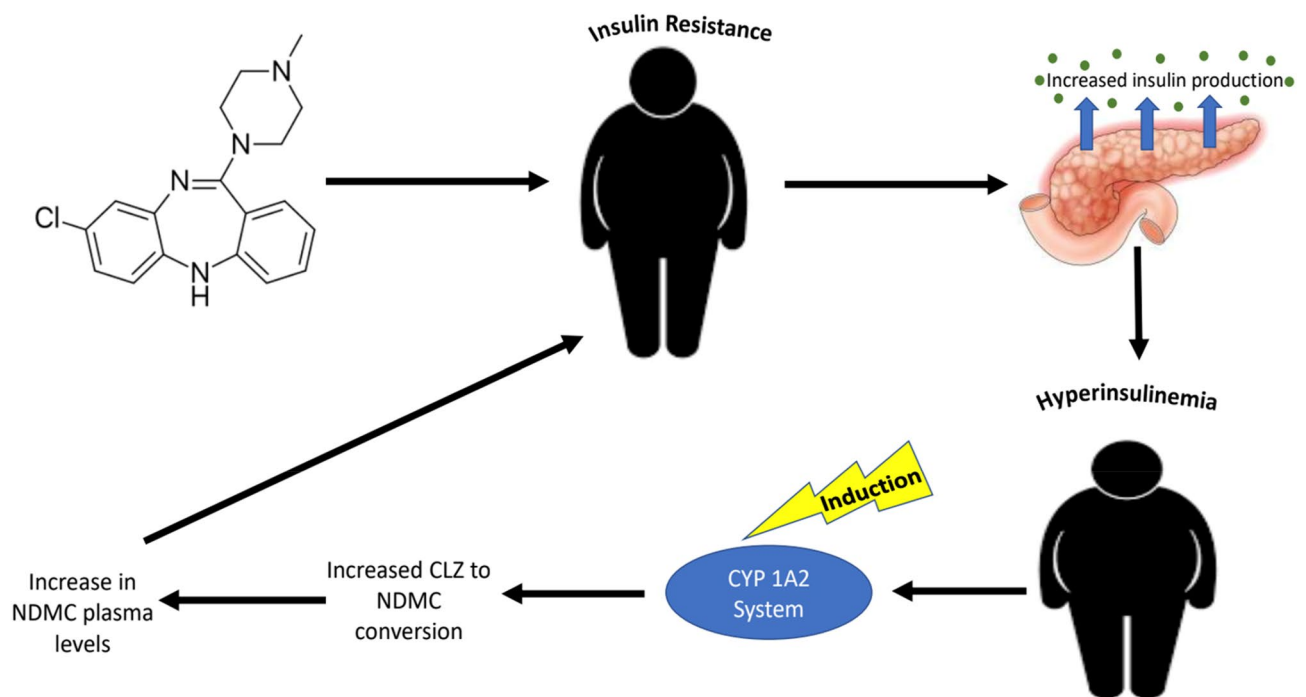 N
N
N
Cl
N
H
Insulin Resistance
Increased insulin production
Hyperinsulinemia
Induction
CYP 1A2
System
Increased CLZ to
NDMC
conversion
Increase in
NDMC plasma
levels